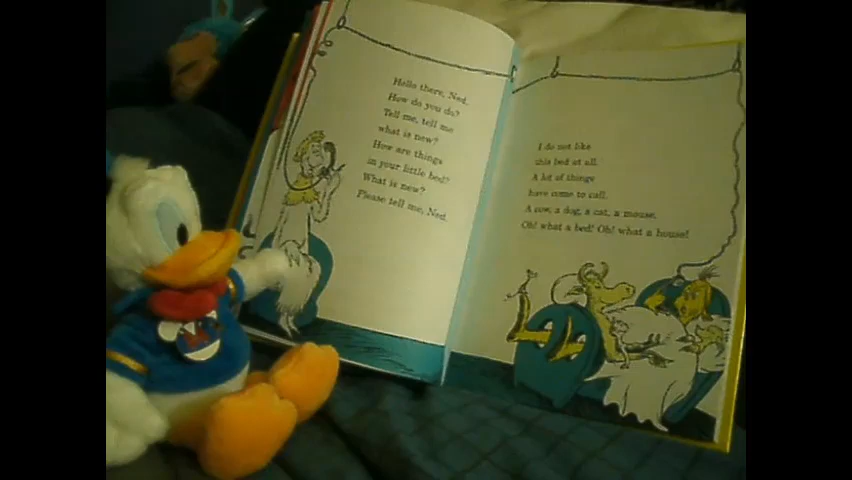 Hello there, Ned.
How do you do?
Tell me, tell me
what is new?
How are things
in your little bed?
What is new?
Please tell me, Ned.
I do not like
this bed at all.
A lot of things
have come to call.
A cow, a dog, a cat, a mouse.
Oh! what a bed! Oh! what a house!